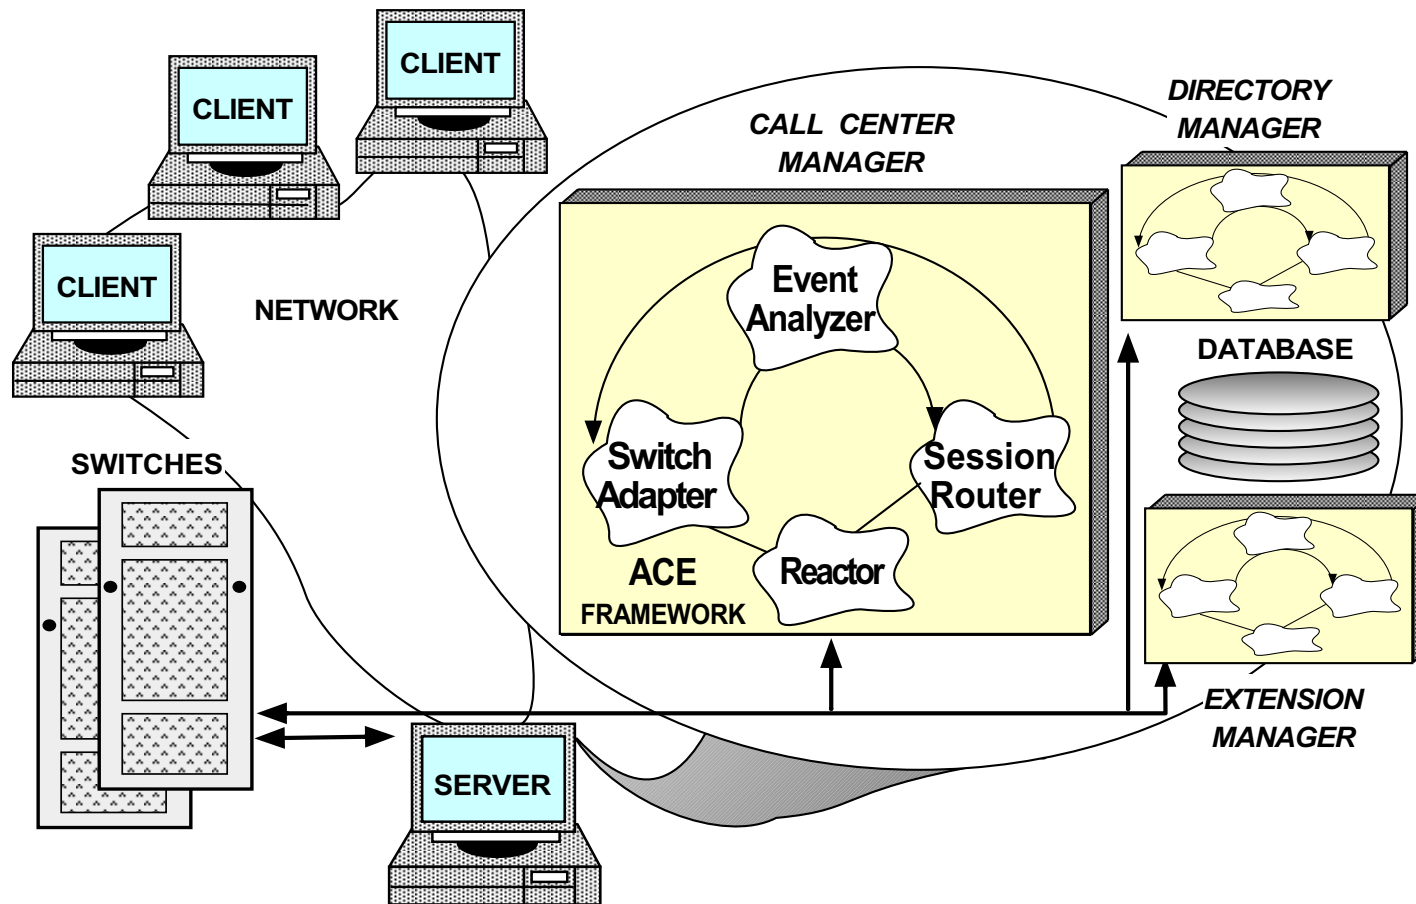 CLIENT
CLIENT
CLIENT
NETWORK
SWITCHES
SERVER
CALL CENTER
MANAGER
Event
Analyzer
Switch
Adapter
Session
Router
Reactor
ACE
FRAMEWORK
DIRECTORY
MANAGER
DATABASE
EXTENSION
MANAGER